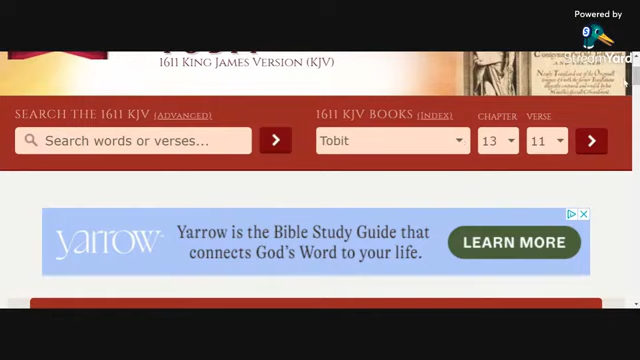 Powered by
StreamYard
1611 KING JAMES VERSION (KJV)
SEARCH THE 1611 KJV (ADVANCED)
Search words or verses...
1611 KJV BOOKS (INDEX)
CHAPTER
VERSE
Tobit
13
11
yarrow
Yarrow is the Bible Study Guide that
connects God's Word to your life.
LEARN MORE